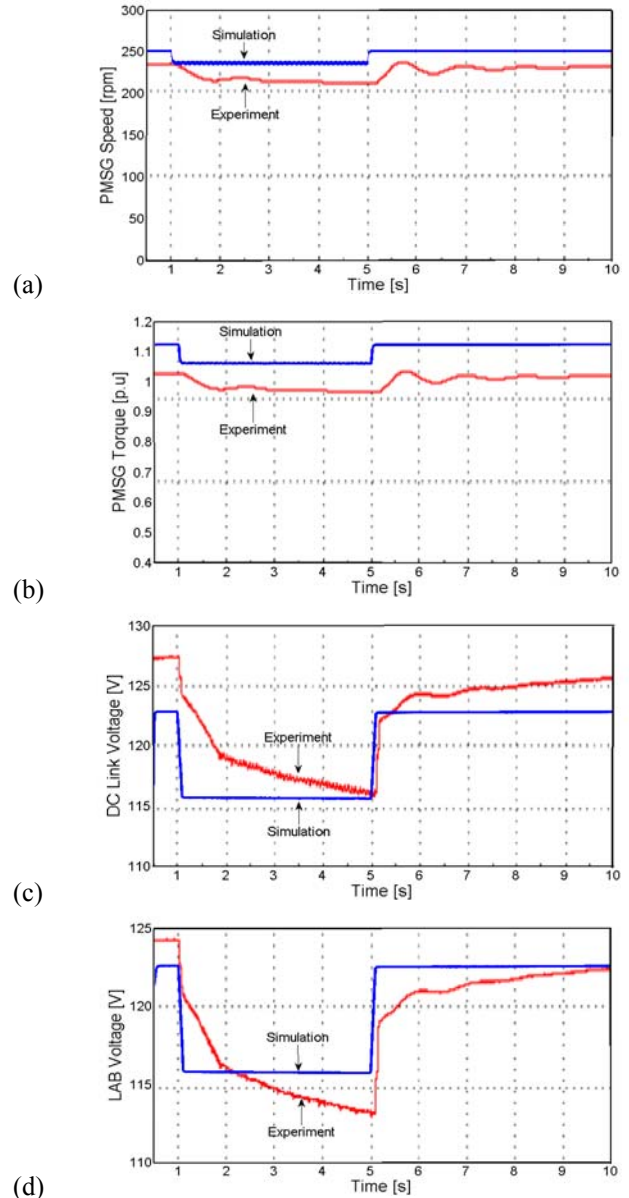 300
250
200
150
100
50
0
PMSG Speed [rpm]
Simulation
Experiment
1 2 3 4 5 6 7 8 9 10
Time [s]
(a)
1.2
1.1
1
0.9
0.8
0.7
0.6
0.5
0.4
PMSG Torque [p.u]
Simulation
Experiment
1 2 3 4 5 6 7 8 9 10
Time [s]
(b)
130
125
120
115
110
DC Link Voltage [V]
Experiment
Simulation
1 2 3 4 5 6 7 8 9 10
Time [s]
(c)
125
120
115
110
LAB Voltage [V]
Simulation
Experiment
1 2 3 4 5 6 7 8 9 10
Time [s]
(d)